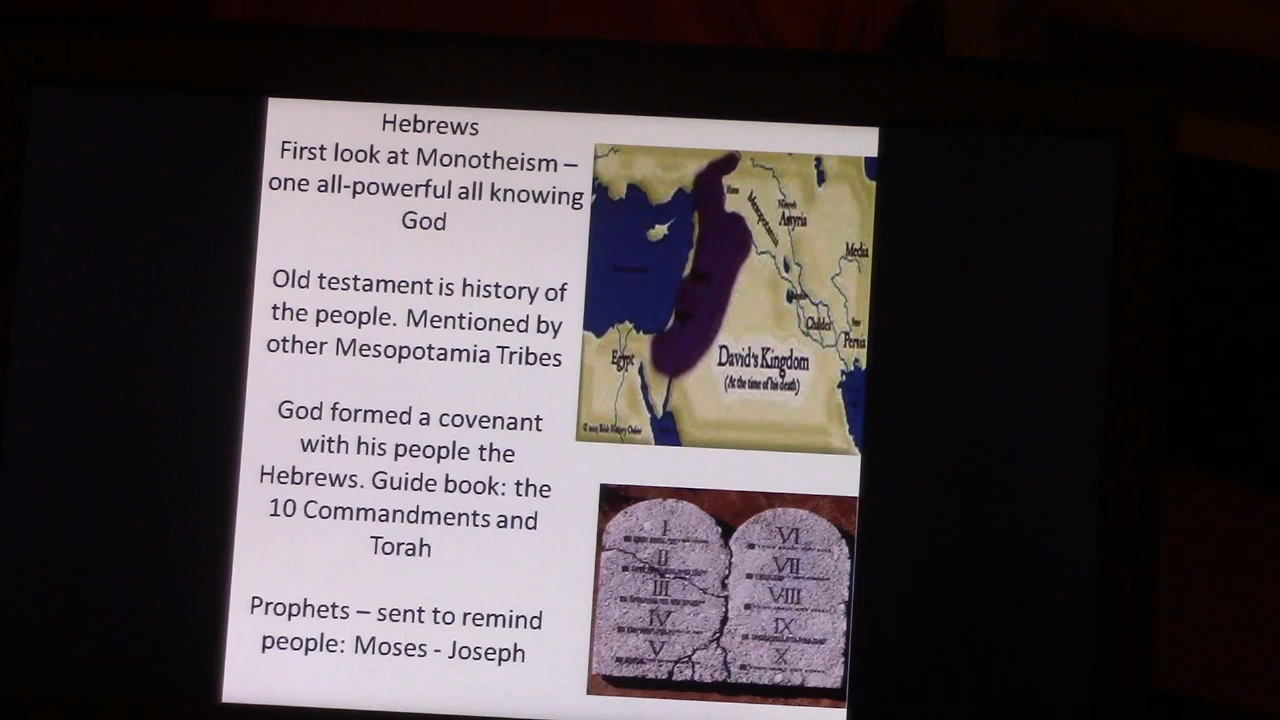 Hebrews
First look at Monotheism –
one all-powerful all knowing
God
Old testament is history of
the people. Mentioned by
other Mesopotamia Tribes
God formed a covenant
with his people the
Hebrews. Guide book: the
10 Commandments and
Torah
Prophets – sent to remind
people: Moses - Joseph
Mesopotamia
Assyria
Media
Persia
Egypt
David's Kingdom
(At the time of his death)
I
II
III
IV
V
VI
VII
VIII
IX
X